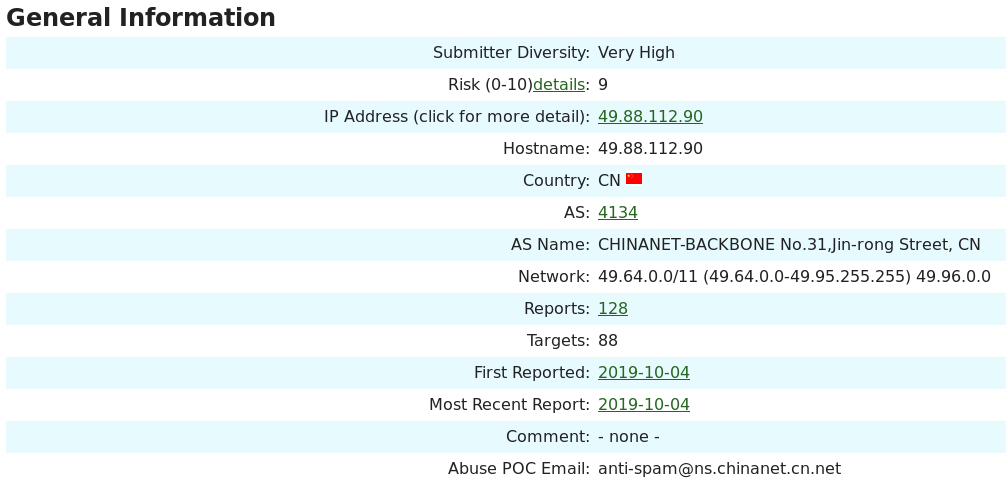 General Information
Submitter Diversity: Very High
Risk (0-10)details: 9
IP Address (click for more detail): 49.88.112.90
Hostname: 49.88.112.90
Country: CN
AS: 4134
AS Name: CHINANET-BACKBONE No.31,Jin-rong Street, CN
Network: 49.64.0.0/11 (49.64.0.0-49.95.255.255) 49.96.0.0
Reports: 128
Targets: 88
First Reported: 2019-10-04
Most Recent Report: 2019-10-04
Comment: - none -
Abuse POC Email: anti-spam@ns.chinanet.cn.net